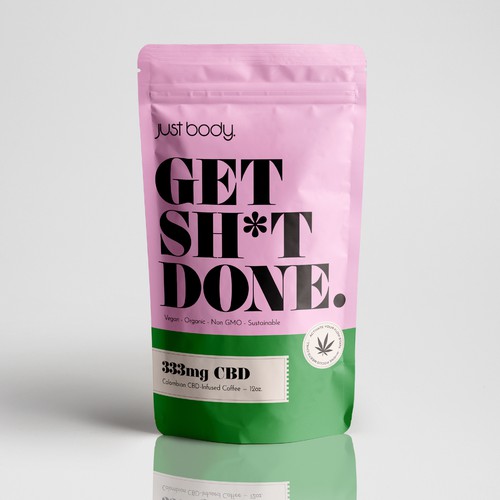 just body.
GET
SH*T
DONE.
Vegan - Organic - Non GMO - Sustainable
333mg CBD
Colombian CBD-Infused Coffee – 12oz.